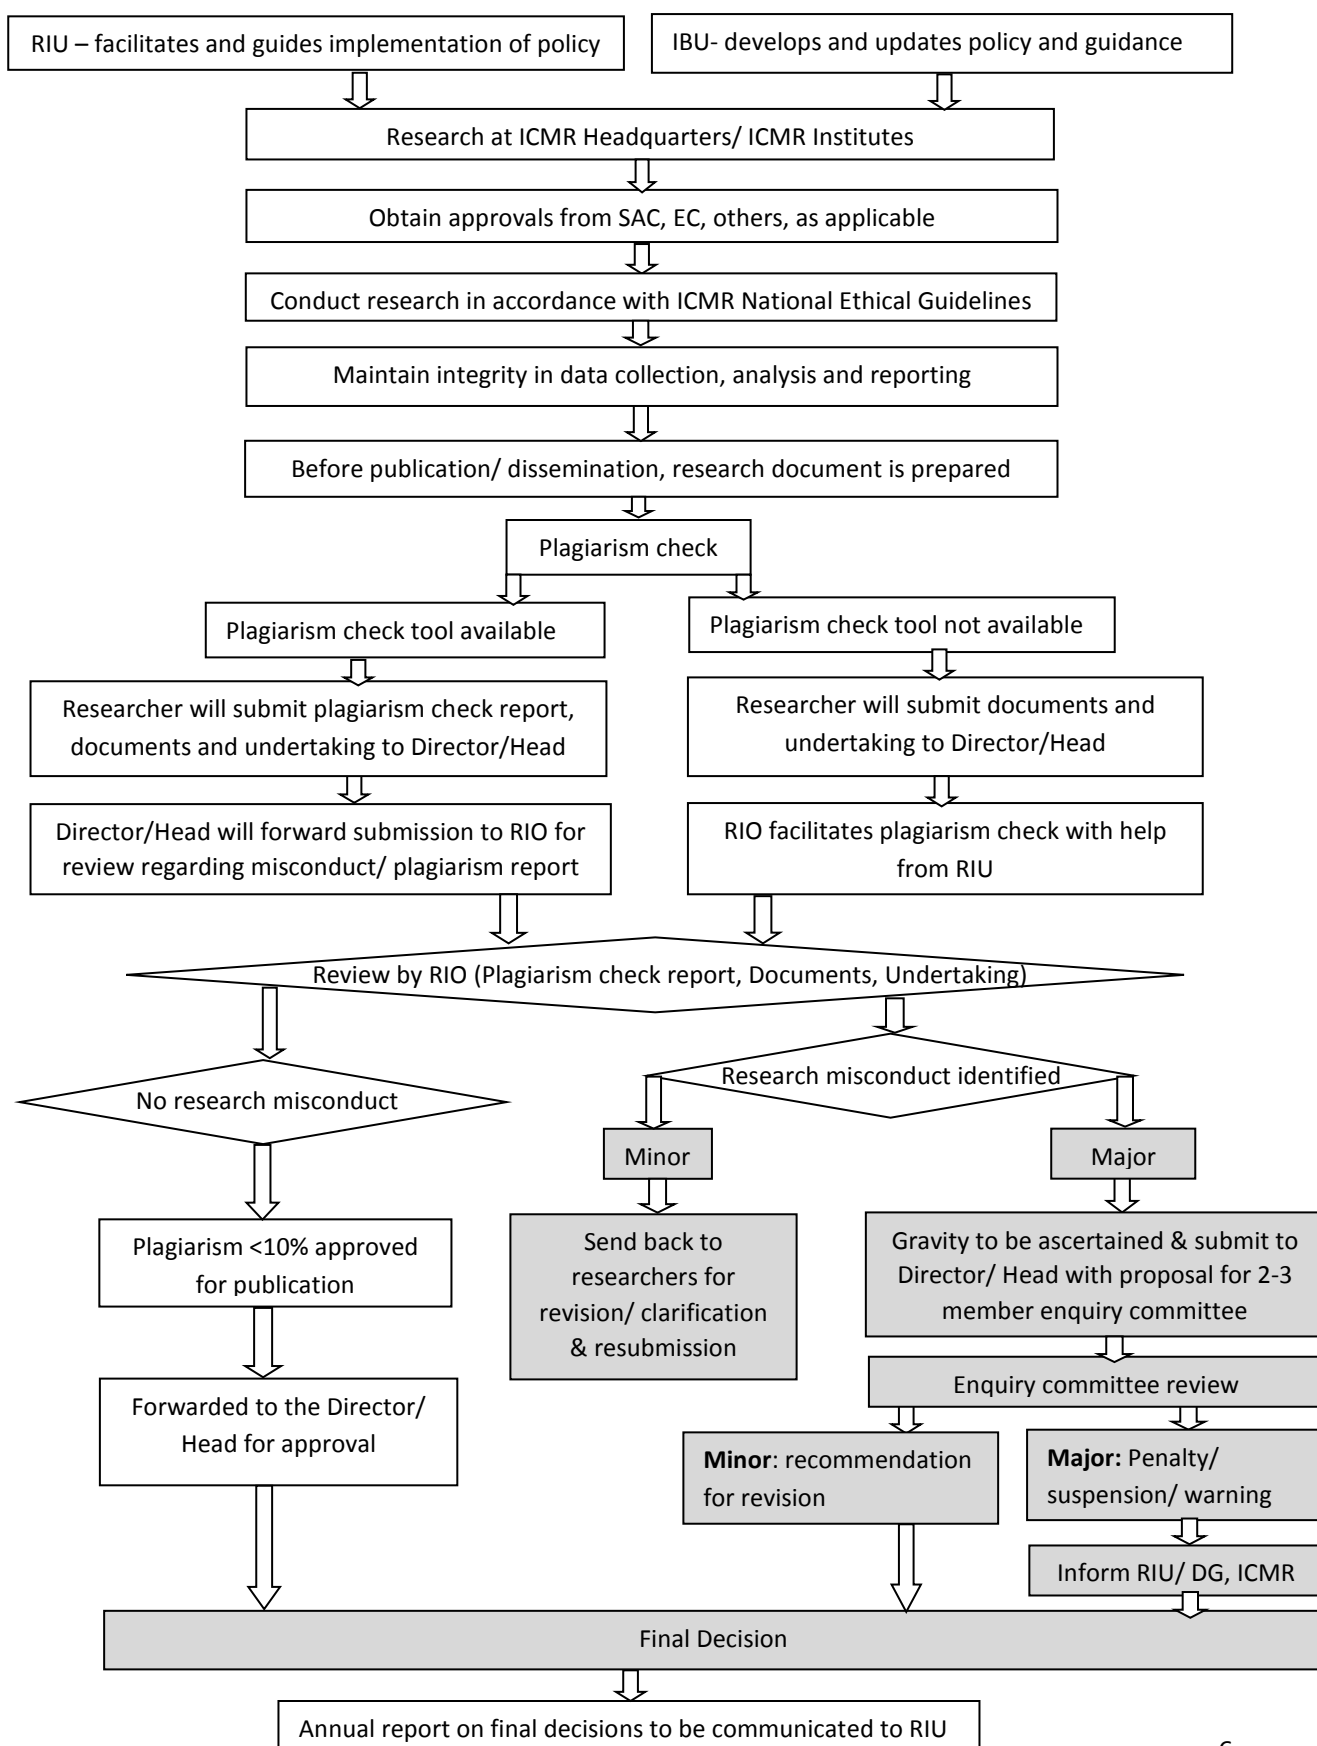 RIU – facilitates and guides implementation of policy
IBU- develops and updates policy and guidance
Research at ICMR Headquarters/ ICMR Institutes
Obtain approvals from SAC, EC, others, as applicable
Conduct research in accordance with ICMR National Ethical Guidelines
Maintain integrity in data collection, analysis and reporting
Before publication/ dissemination, research document is prepared
Plagiarism check
Plagiarism check tool available
Plagiarism check tool not available
Researcher will submit plagiarism check report,
documents and undertaking to Director/Head
Researcher will submit documents and
undertaking to Director/Head
Director/Head will forward submission to RIO for
review regarding misconduct/ plagiarism report
RIO facilitates plagiarism check with help
from RIU
Review by RIO (Plagiarism check report, Documents, Undertaking)
No research misconduct
Research misconduct identified
Minor
Major
Plagiarism <10% approved
for publication
Send back to
researchers for
revision/ clarification
& resubmission
Gravity to be ascertained & submit to
Director/ Head with proposal for 2-3
member enquiry committee
Enquiry committee review
Forwarded to the Director/
Head for approval
Minor: recommendation
for revision
Major: Penalty/
suspension/ warning
Inform RIU/ DG, ICMR
Final Decision
Annual report on final decisions to be communicated to RIU